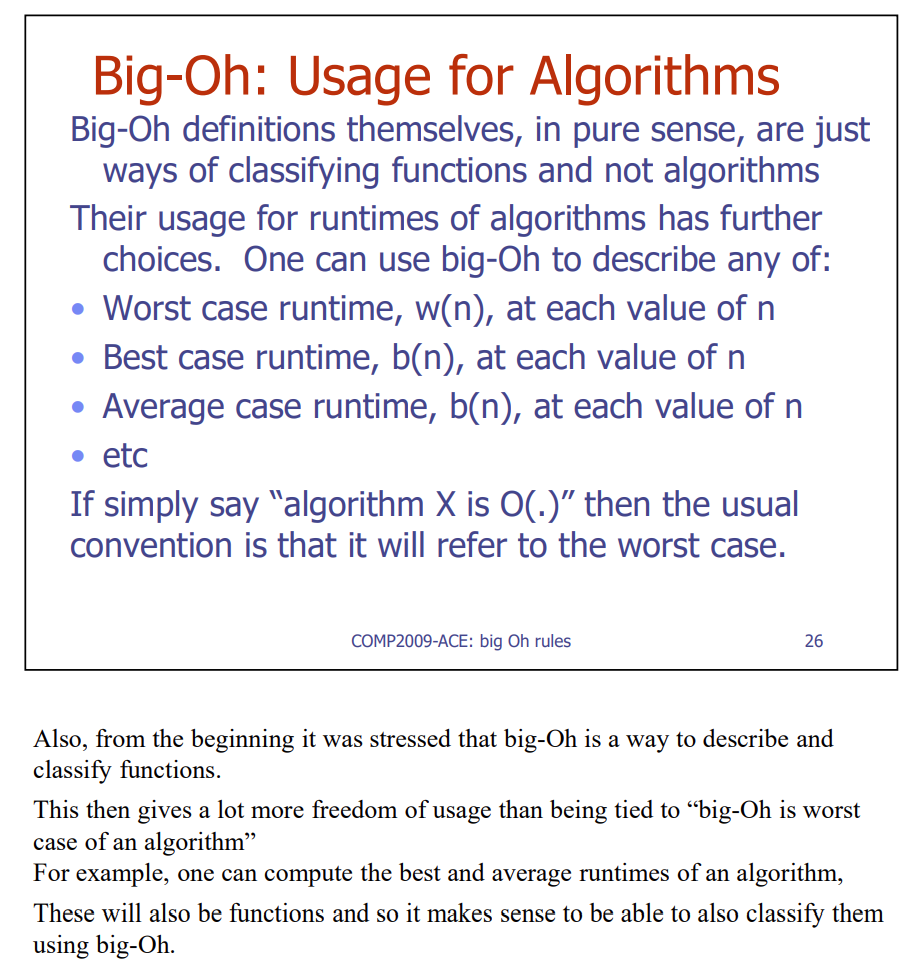 Big-Oh: Usage for Algorithms
Big-Oh definitions themselves, in pure sense, are just
ways of classifying functions and not algorithms
Their usage for runtimes of algorithms has further
choices. One can use big-Oh to describe any of:
• Worst case runtime, w(n), at each value of n
• Best case runtime, b(n), at each value of n
• Average case runtime, b(n), at each value of n
• etc
If simply say “algorithm X is O(.)” then the usual
convention is that it will refer to the worst case.
COMP2009-ACE: big Oh rules 26
Also, from the beginning it was stressed that big-Oh is a way to describe and
classify functions.
This then gives a lot more freedom of usage than being tied to “big-Oh is worst
case of an algorithm”
For example, one can compute the best and average runtimes of an algorithm,
These will also be functions and so it makes sense to be able to also classify them
using big-Oh.